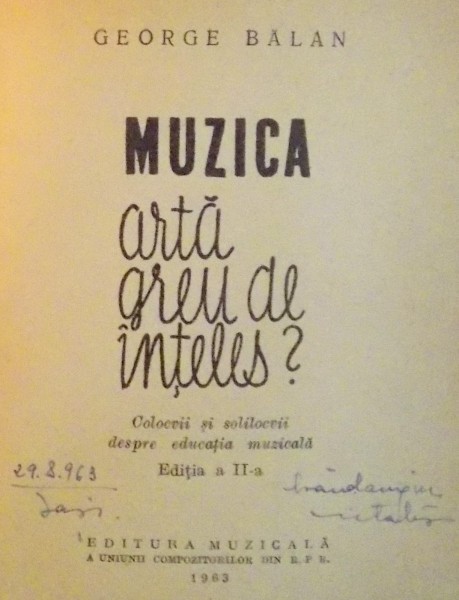 GEORGE BĂLAN
MUZICA
artă
greu de
înțeles?
Colocvii și solilocvii
despre educația muzicală
Ediția a II-a
29.8.963
Iași.
EDITURA MUZICALĂ
A UNIUNII COMPOZITORILOR DIN R.P.R.
1963